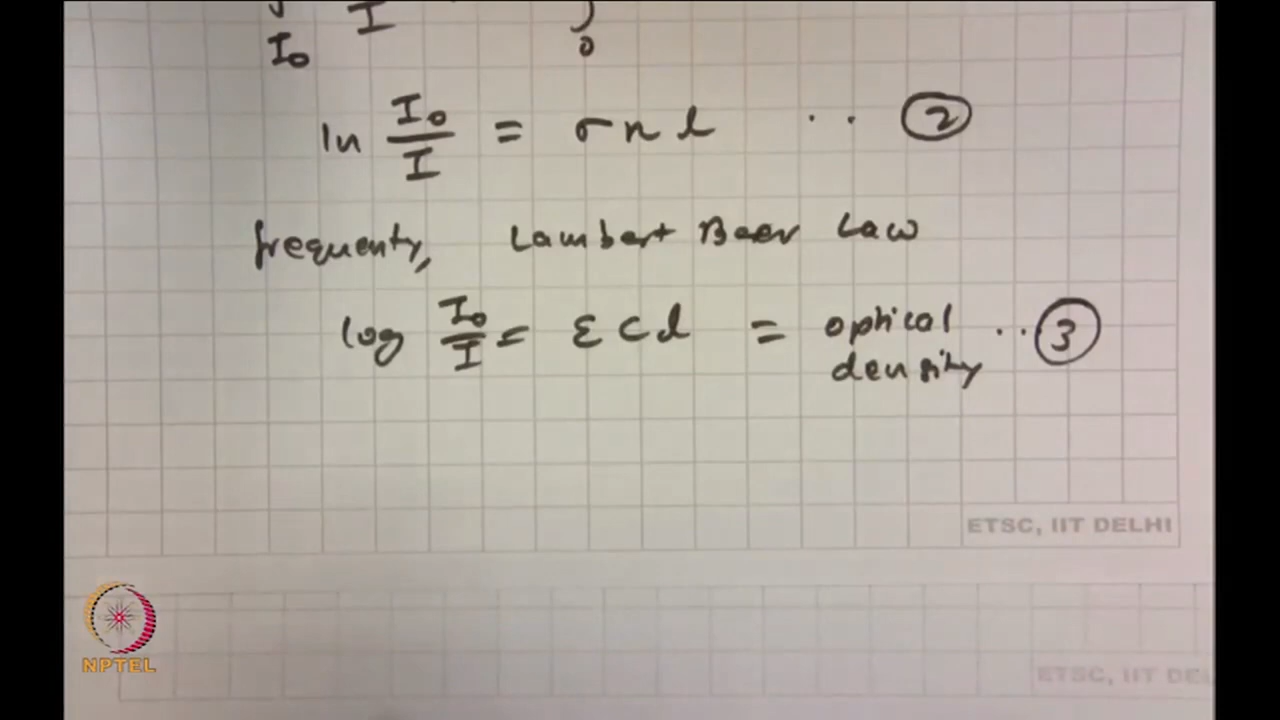 I
I₀ 0
ln I₀/I = σ n l .. ②
frequently, Lambert Beer Law
log I₀/I = ε c d = optical density .. ③
ETSC, IIT DELHI
NPTEL
ETSC, IIT DEL